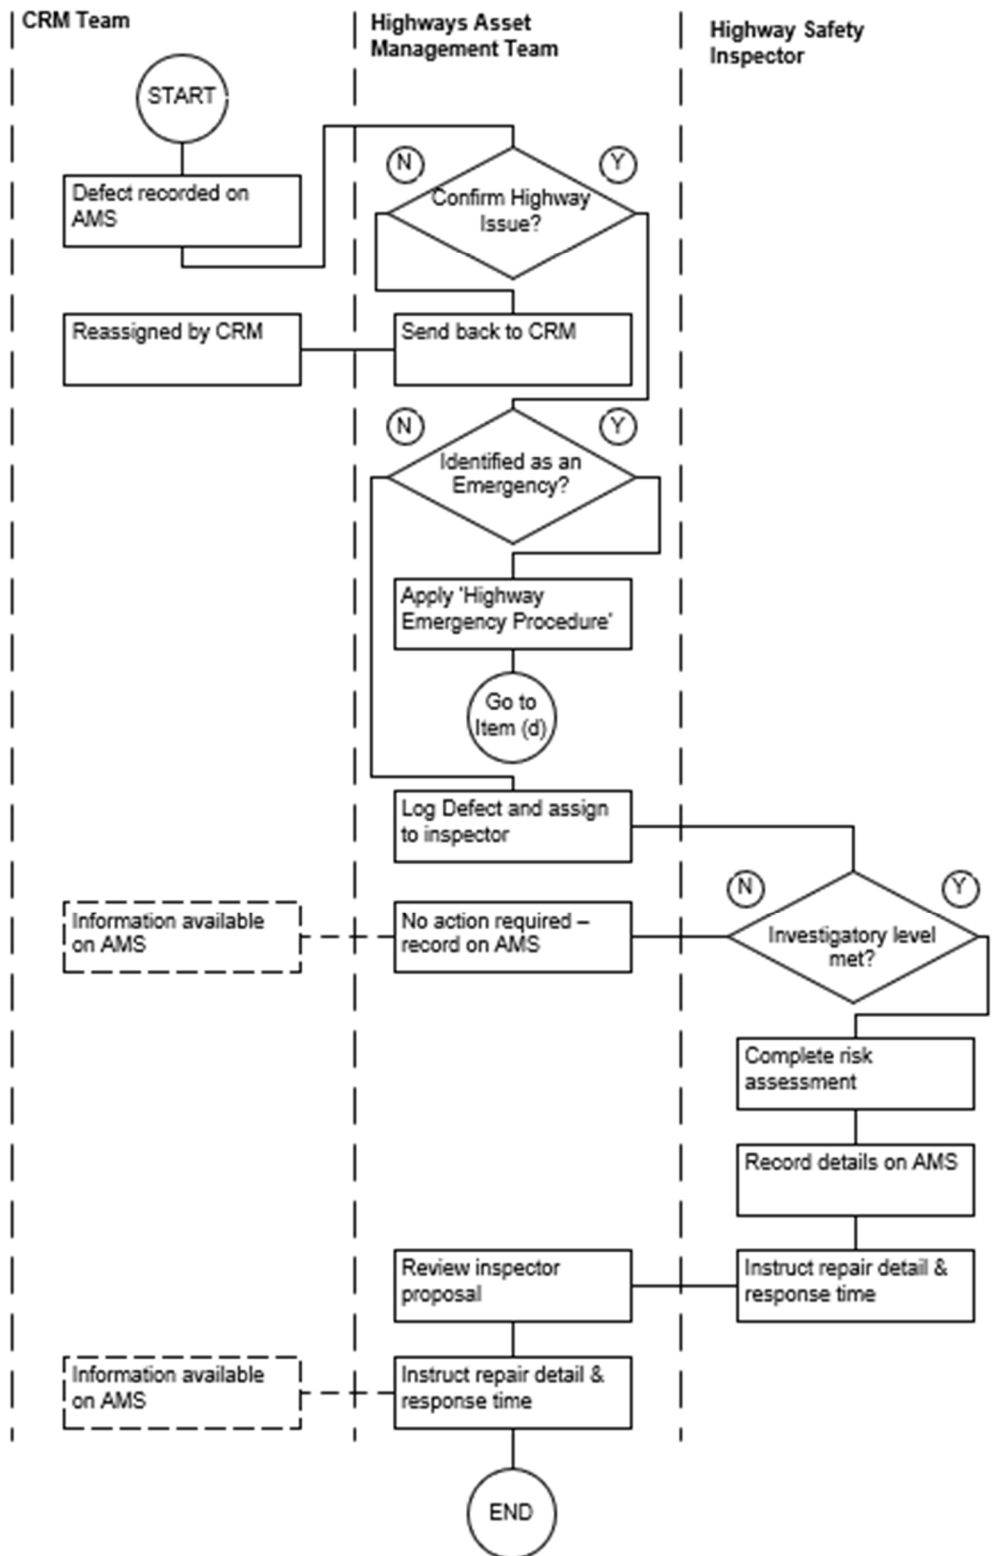 CRM Team
Highways Asset
Management Team
Highway Safety
Inspector
START
Defect recorded on
AMS
N
Y
Confirm Highway
Issue?
Reassigned by CRM
Send back to CRM
N
Y
Identified as an
Emergency?
Apply 'Highway
Emergency Procedure'
Go to
Item (d)
Log Defect and assign
to inspector
N
Y
Investigatory level
met?
Information available
on AMS
No action required –
record on AMS
Complete risk
assessment
Record details on AMS
Review inspector
proposal
Instruct repair detail &
response time
Information available
on AMS
Instruct repair detail &
response time
END